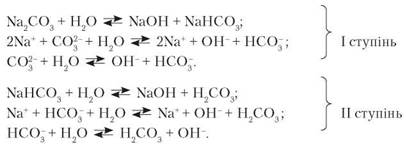 Na₂CO₃ + H₂O ⇄ NaOH + NaHCO₃;
2Na⁺ + CO₃²⁻ + H₂O ⇄ 2Na⁺ + OH⁻ + HCO₃⁻;
CO₃²⁻ + H₂O ⇄ OH⁻ + HCO₃⁻.
I ступінь
NaHCO₃ + H₂O ⇄ NaOH + H₂CO₃;
Na⁺ + HCO₃⁻ + H₂O ⇄ Na⁺ + OH⁻ + H₂CO₃;
HCO₃⁻ + H₂O ⇄ H₂CO₃ + OH⁻.
II ступінь